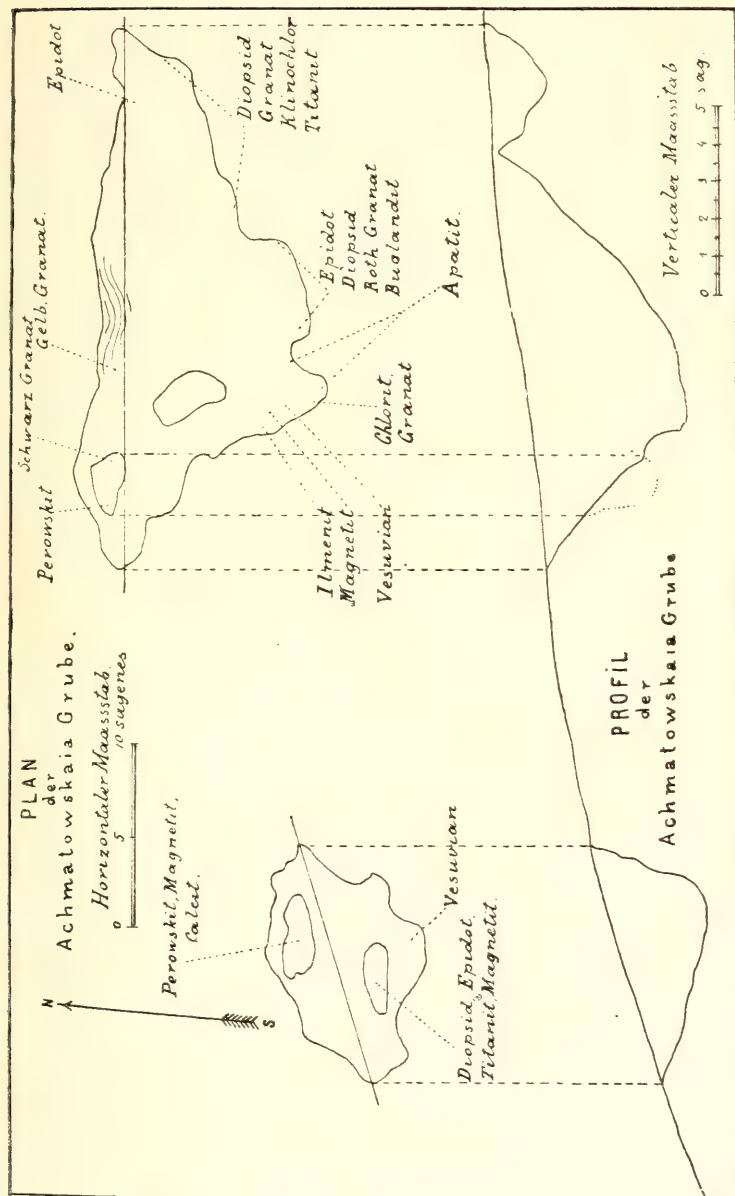 PLAN
der
Achmatowskaia Grube.
Horizontaler Maassstab
0 5 10 sagenes
N
S
Perowskit, Magnetit
Calcit.
Vesuvian
Diopsid, Epidot,
Titanit, Magnetit.
Perowskit
Schwarz Granat
Gelb. Granat.
Epidot
Diopsid
Granat
Klinochlor
Titanit
Epidot
Diopsid
Roth Granat
Buglandit
Apatit.
Chlorit,
Granat
Ilmenit
Magnetit
Vesuvian
PROFIL
der
Achmatowskaia Grube
Verticaler Maasstab
0 1 2 3 4 5 sag.